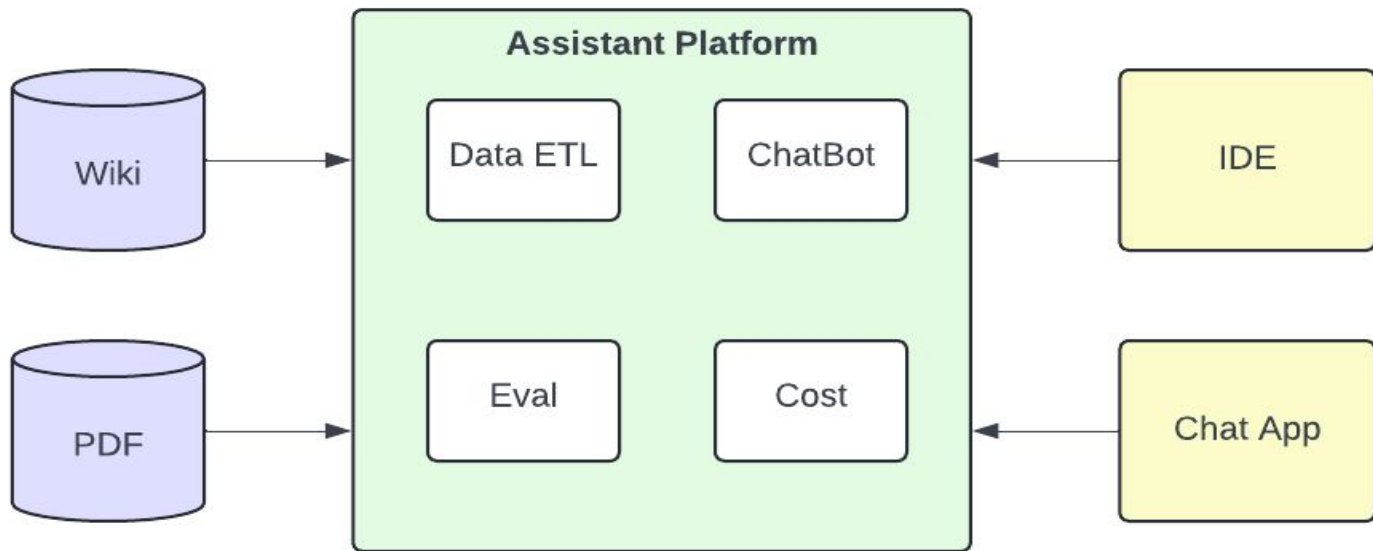 Assistant Platform
Wiki
Data ETL
ChatBot
IDE
PDF
Eval
Cost
Chat App